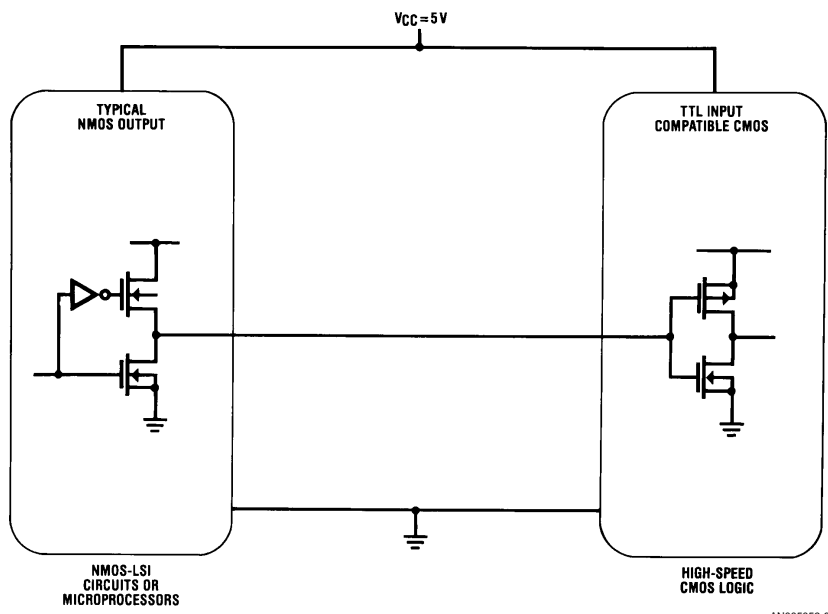 VCC=5V
TYPICAL
NMOS OUTPUT
TTL INPUT
COMPATIBLE CMOS
NMOS-LSI
CIRCUITS OR
MICROPROCESSORS
HIGH-SPEED
CMOS LOGIC